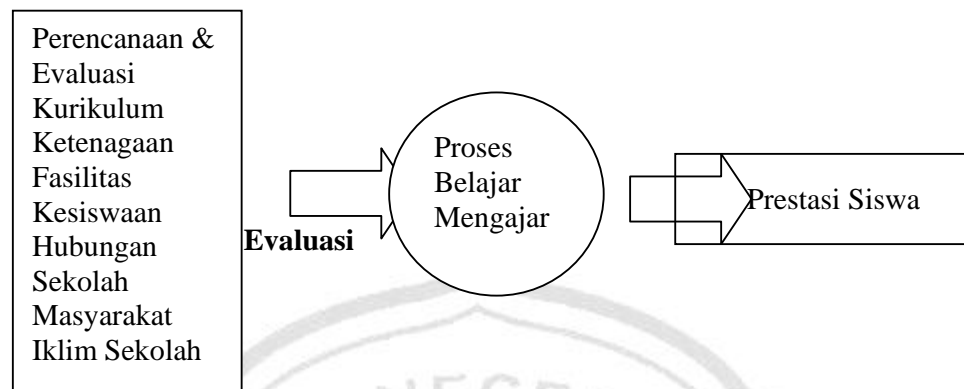 Perencanaan &
Evaluasi
Kurikulum
Ketenagaan
Fasilitas
Kesiswaan
Hubungan
Sekolah
Masyarakat
Iklim Sekolah
Evaluasi
Proses
Belajar
Mengajar
Prestasi Siswa